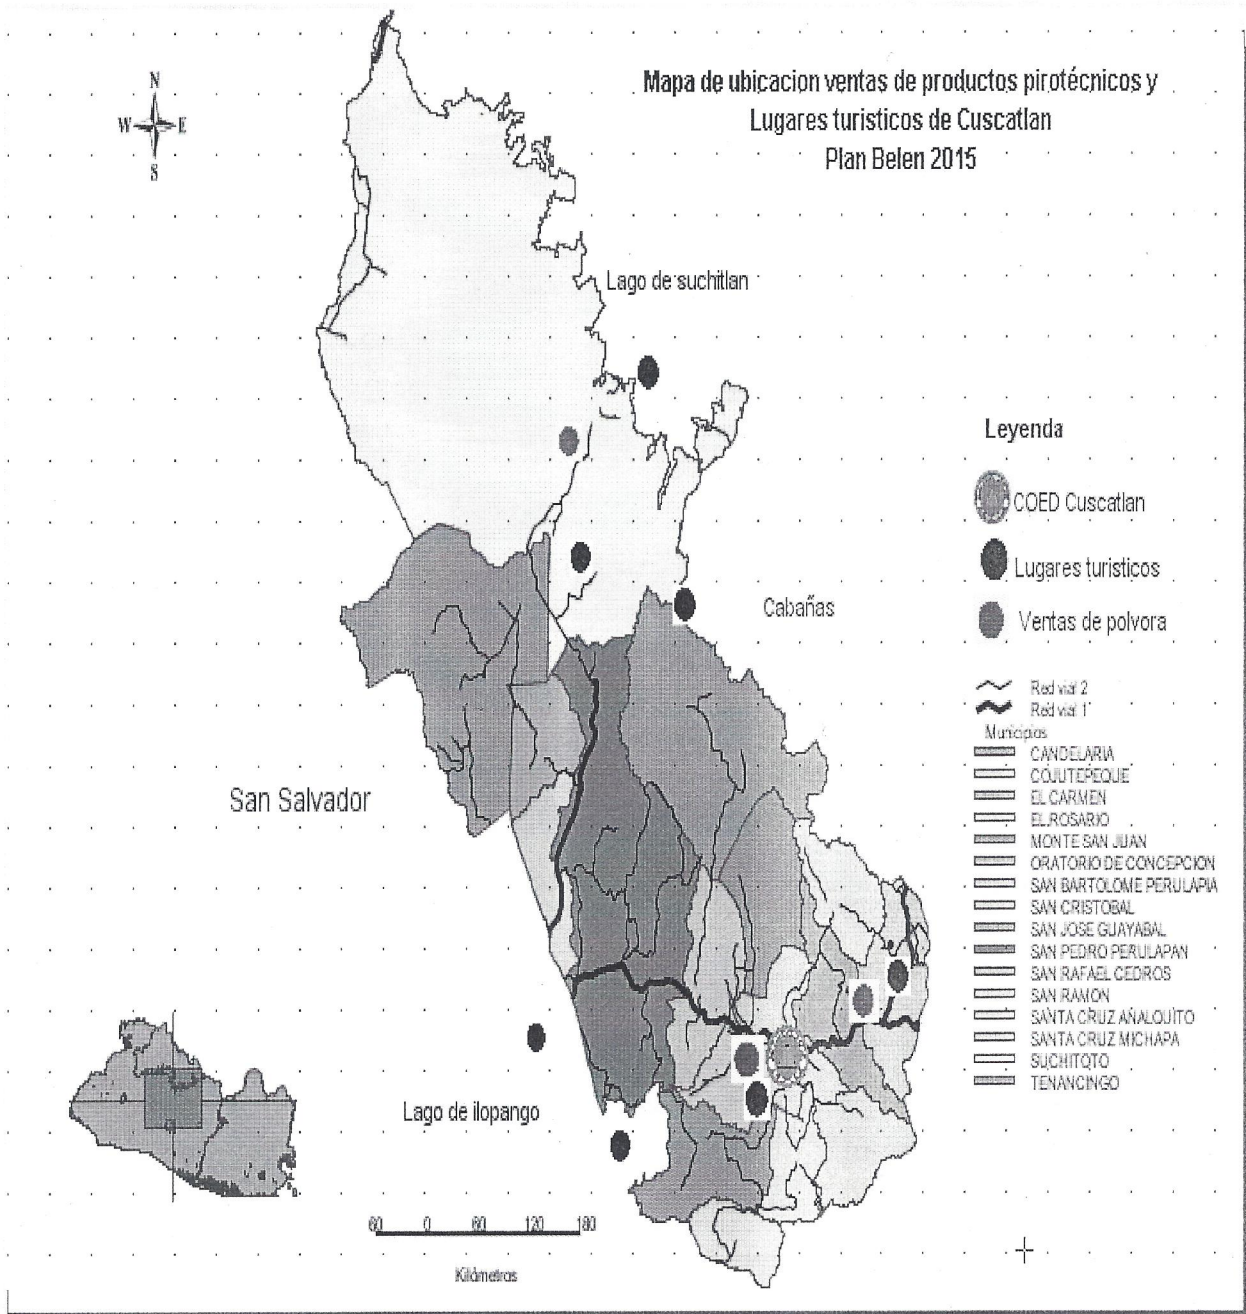 Mapa de ubicacion ventas de productos pirotécnicos y
Lugares turisticos de Cuscatlan
Plan Belen 2015
N
W E
S
Lago de suchitlan
Leyenda
COED Cuscatlan
Lugares turisticos
Cabañas
Ventas de polvora
Red vial 2
Red vial 1
Municipios
CANDELARIA
COJUTEPEQUE
EL CARMEN
EL ROSARIO
MONTE SAN JUAN
ORATORIO DE CONCEPCION
SAN BARTOLOME PERULAPIA
SAN CRISTOBAL
SAN JOSE GUAYABAL
SAN PEDRO PERULAPAN
SAN RAFAEL CEDROS
SAN RAMON
SANTA CRUZ AÑALQUITO
SANTA CRUZ MICHAPA
SUCHITOTO
TENANCINGO
San Salvador
Lago de ilopango
60 0 60 120 180
Kilómetros